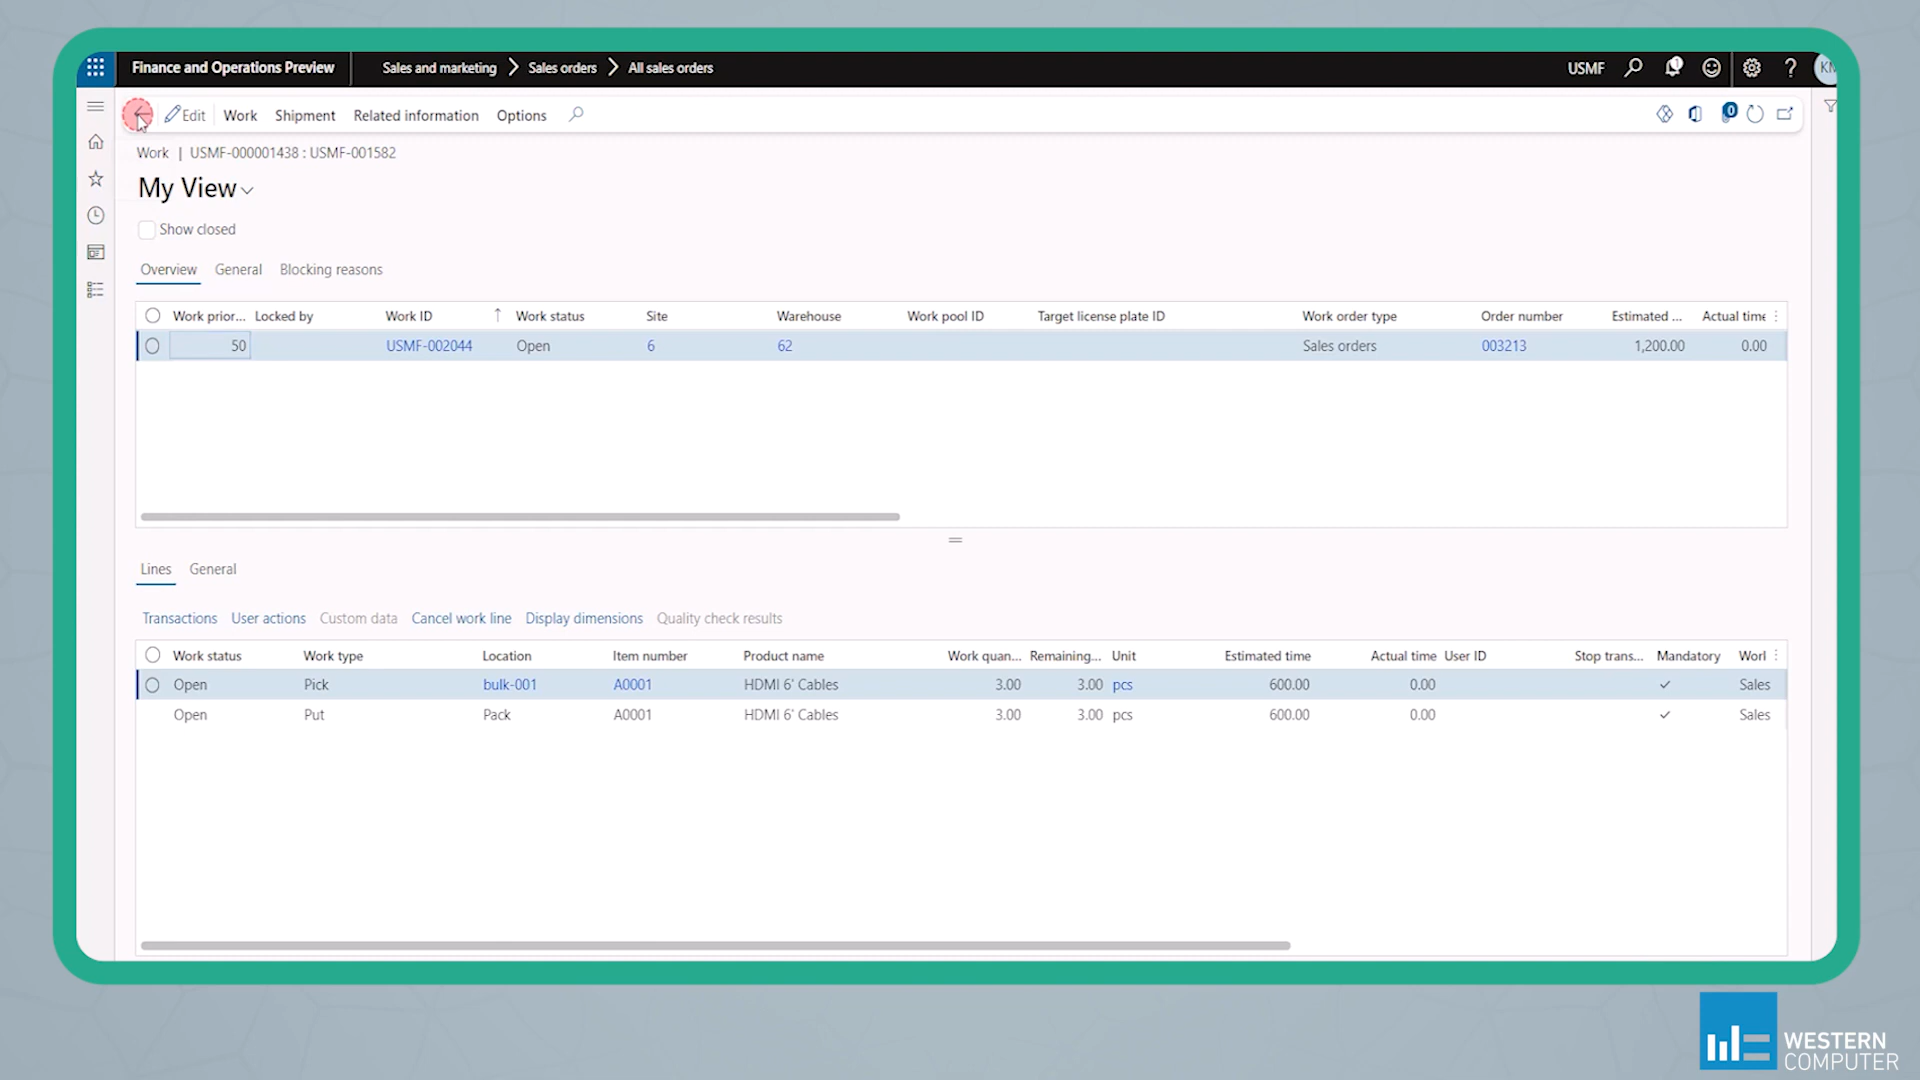 Finance and Operations Preview Sales and marketing Sales orders All sales orders USMF 1 ? KM
Edit Work Shipment Related information Options 0
Work | USMF-000001438 : USMF-001582
My View
Show closed
Overview General Blocking reasons
Work prior... Locked by Work ID Work status Site Warehouse Work pool ID Target license plate ID Work order type Order number Estimated ... Actual time
50 USMF-002044 Open 6 62 Sales orders 003213 1,200.00 0.00
Lines General
Transactions User actions Custom data Cancel work line Display dimensions Quality check results
Work status Work type Location Item number Product name Work quan... Remaining... Unit Estimated time Actual time User ID Stop trans... Mandatory Worl
Open Pick bulk-001 A0001 HDMI 6' Cables 3.00 3.00 pcs 600.00 0.00 Sales
Open Put Pack A0001 HDMI 6' Cables 3.00 3.00 pcs 600.00 0.00 Sales
WESTERN
COMPUTER